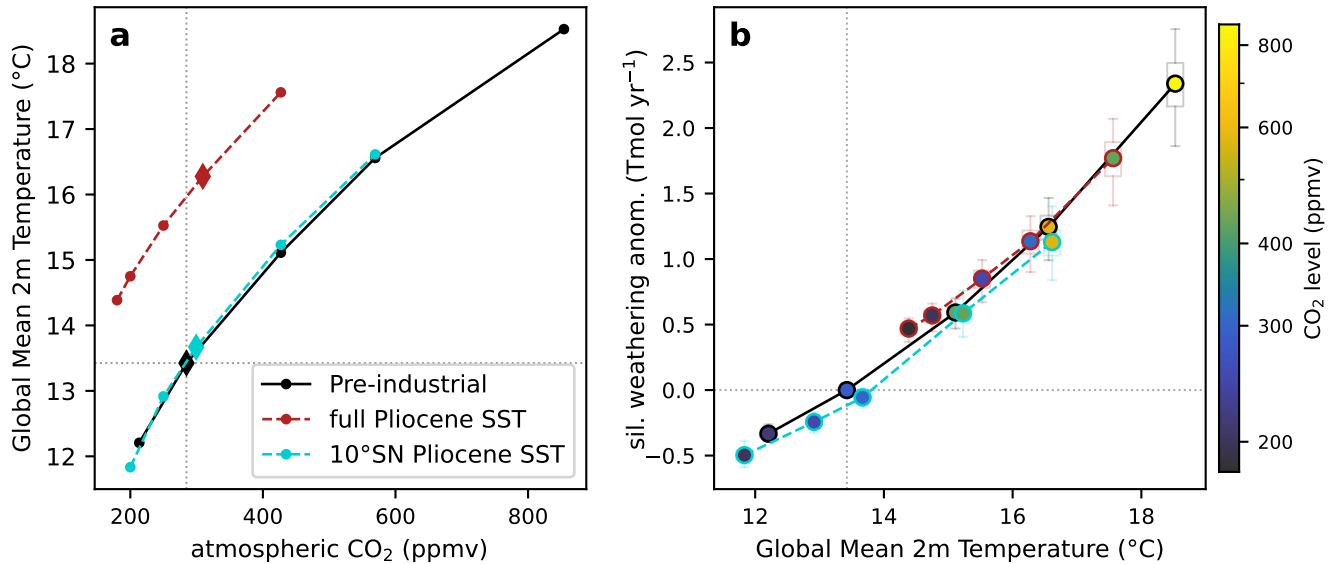 a
Global Mean 2m Temperature (°C)
18
17
16
15
14
13
12
200
400
600
800
atmospheric CO₂ (ppmv)
Pre-industrial
full Pliocene SST
10°SN Pliocene SST
b
sil. weathering anom. (Tmol yr⁻¹)
2.5
2.0
1.5
1.0
0.5
0.0
−0.5
12
14
16
18
Global Mean 2m Temperature (°C)
800
600
400
300
200
CO₂ level (ppmv)